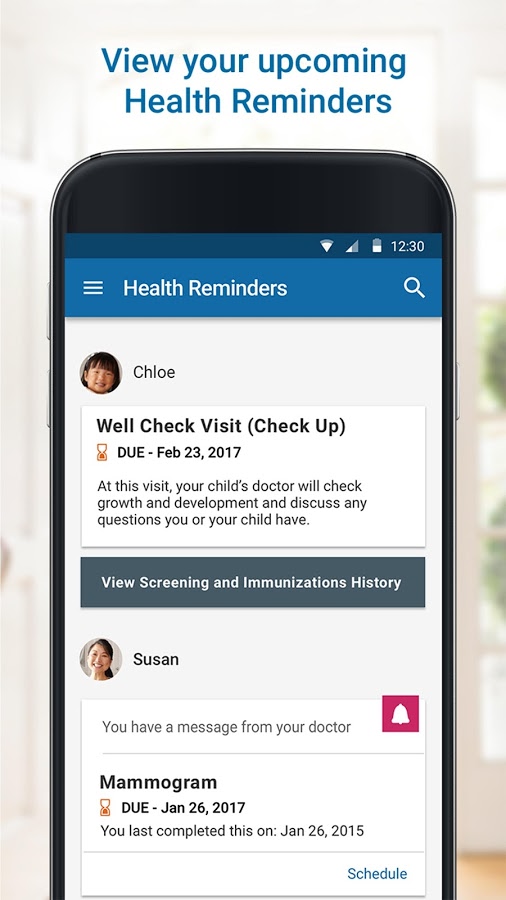 View your upcoming
Health Reminders
12:30
Health Reminders
Chloe
Well Check Visit (Check Up)
DUE - Feb 23, 2017
At this visit, your child’s doctor will check
growth and development and discuss any
questions you or your child have.
View Screening and Immunizations History
Susan
You have a message from your doctor
Mammogram
DUE - Jan 26, 2017
You last completed this on: Jan 26, 2015
Schedule